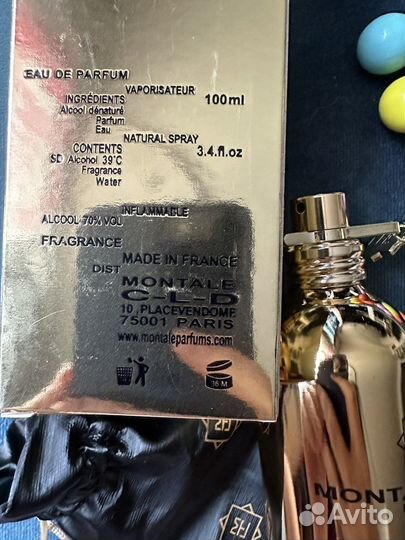 EAU DE PARFUM
VAPORISATEUR
INGRÉDIENTS
100ml
Alcool dénaturé
Parfum
Eau
NATURAL SPRAY
CONTENTS
3.4.fl.oz
SD Alcohol 39°C
Fragrance
Water
INFLAMMABLE
ALCOOL 70% VOL
FRAGRANCE
MADE IN FRANCE
DIST
MONTALE
C-L-D
10, PLACEVENDOME
75001 PARIS
www.montaleparfums.com
16 M
MONTALE
Avito